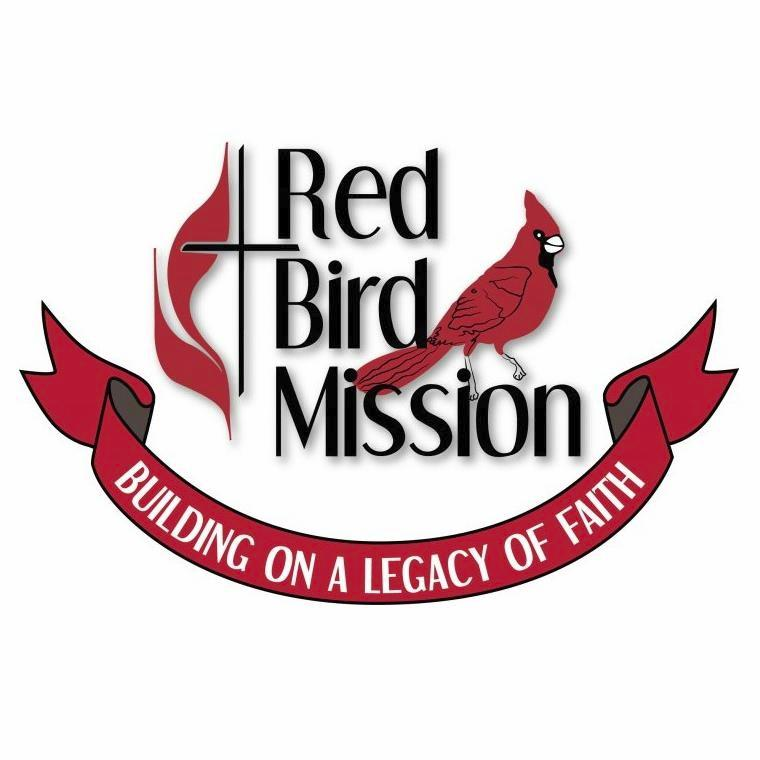 Red
Bird
Mission
BUILDING ON A LEGACY OF FAITH